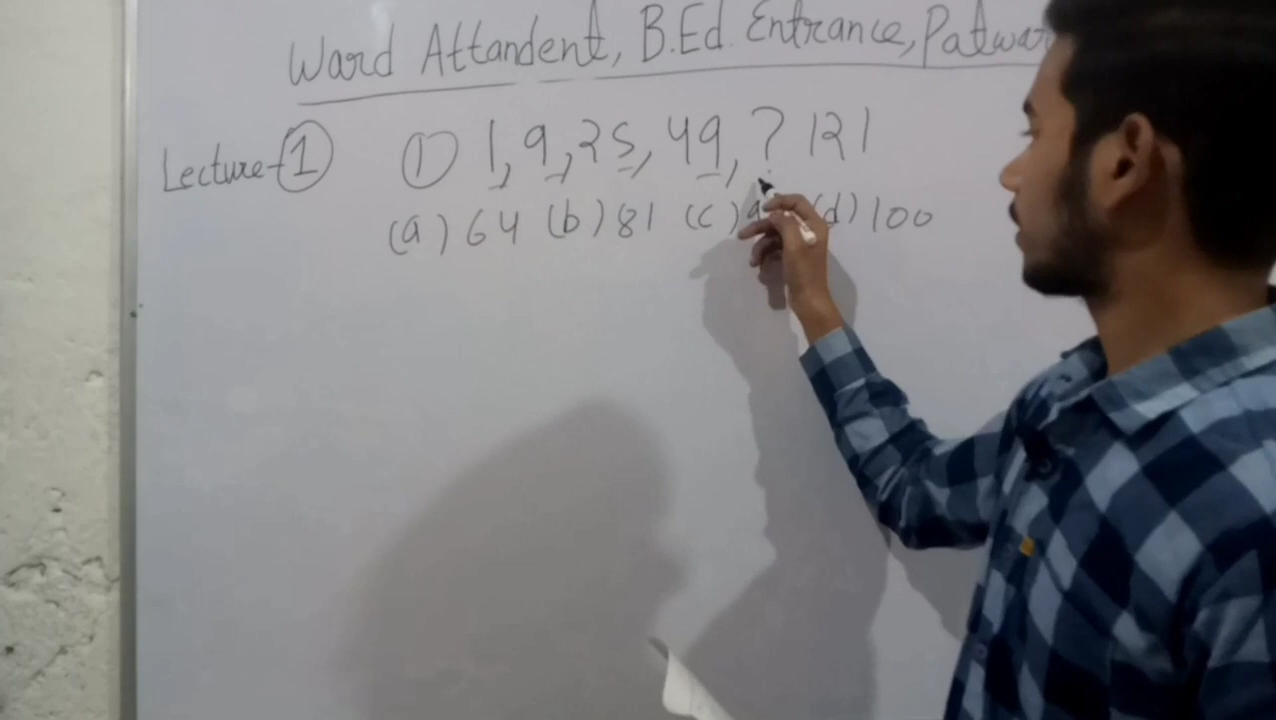 Ward Attandent, B.Ed. Entrance, Patwar
Lecture-① ① 1, 9, 25, 49, ? 121
(a) 64 (b) 81 (c) (d) 100